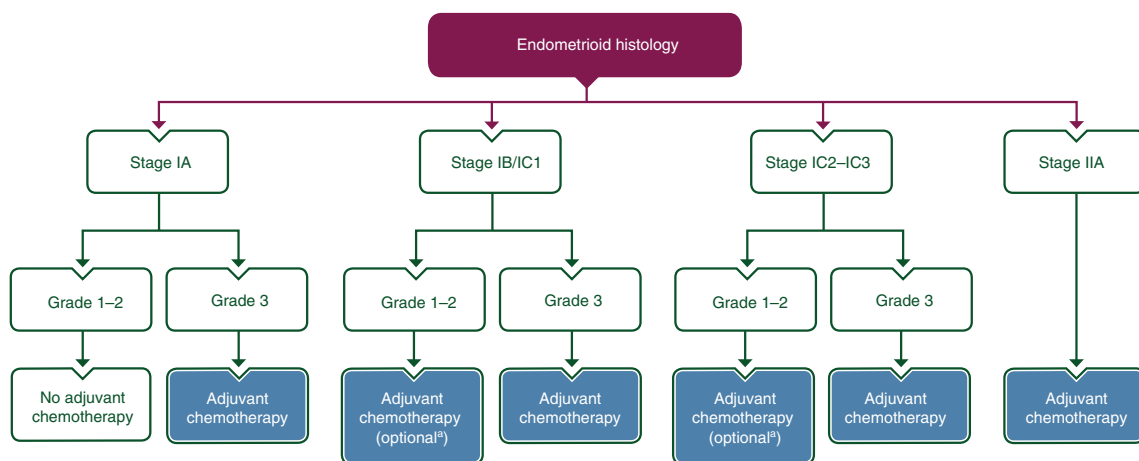 Endometrioid histology
Stage IA
Stage IB/IC1
Stage IC2–IC3
Stage IIA
Grade 1–2
Grade 3
Grade 1–2
Grade 3
Grade 1–2
Grade 3
No adjuvant
chemotherapy
Adjuvant
chemotherapy
Adjuvant
chemotherapy
(optionalᵃ)
Adjuvant
chemotherapy
Adjuvant
chemotherapy
(optionalᵃ)
Adjuvant
chemotherapy
Adjuvant
chemotherapy